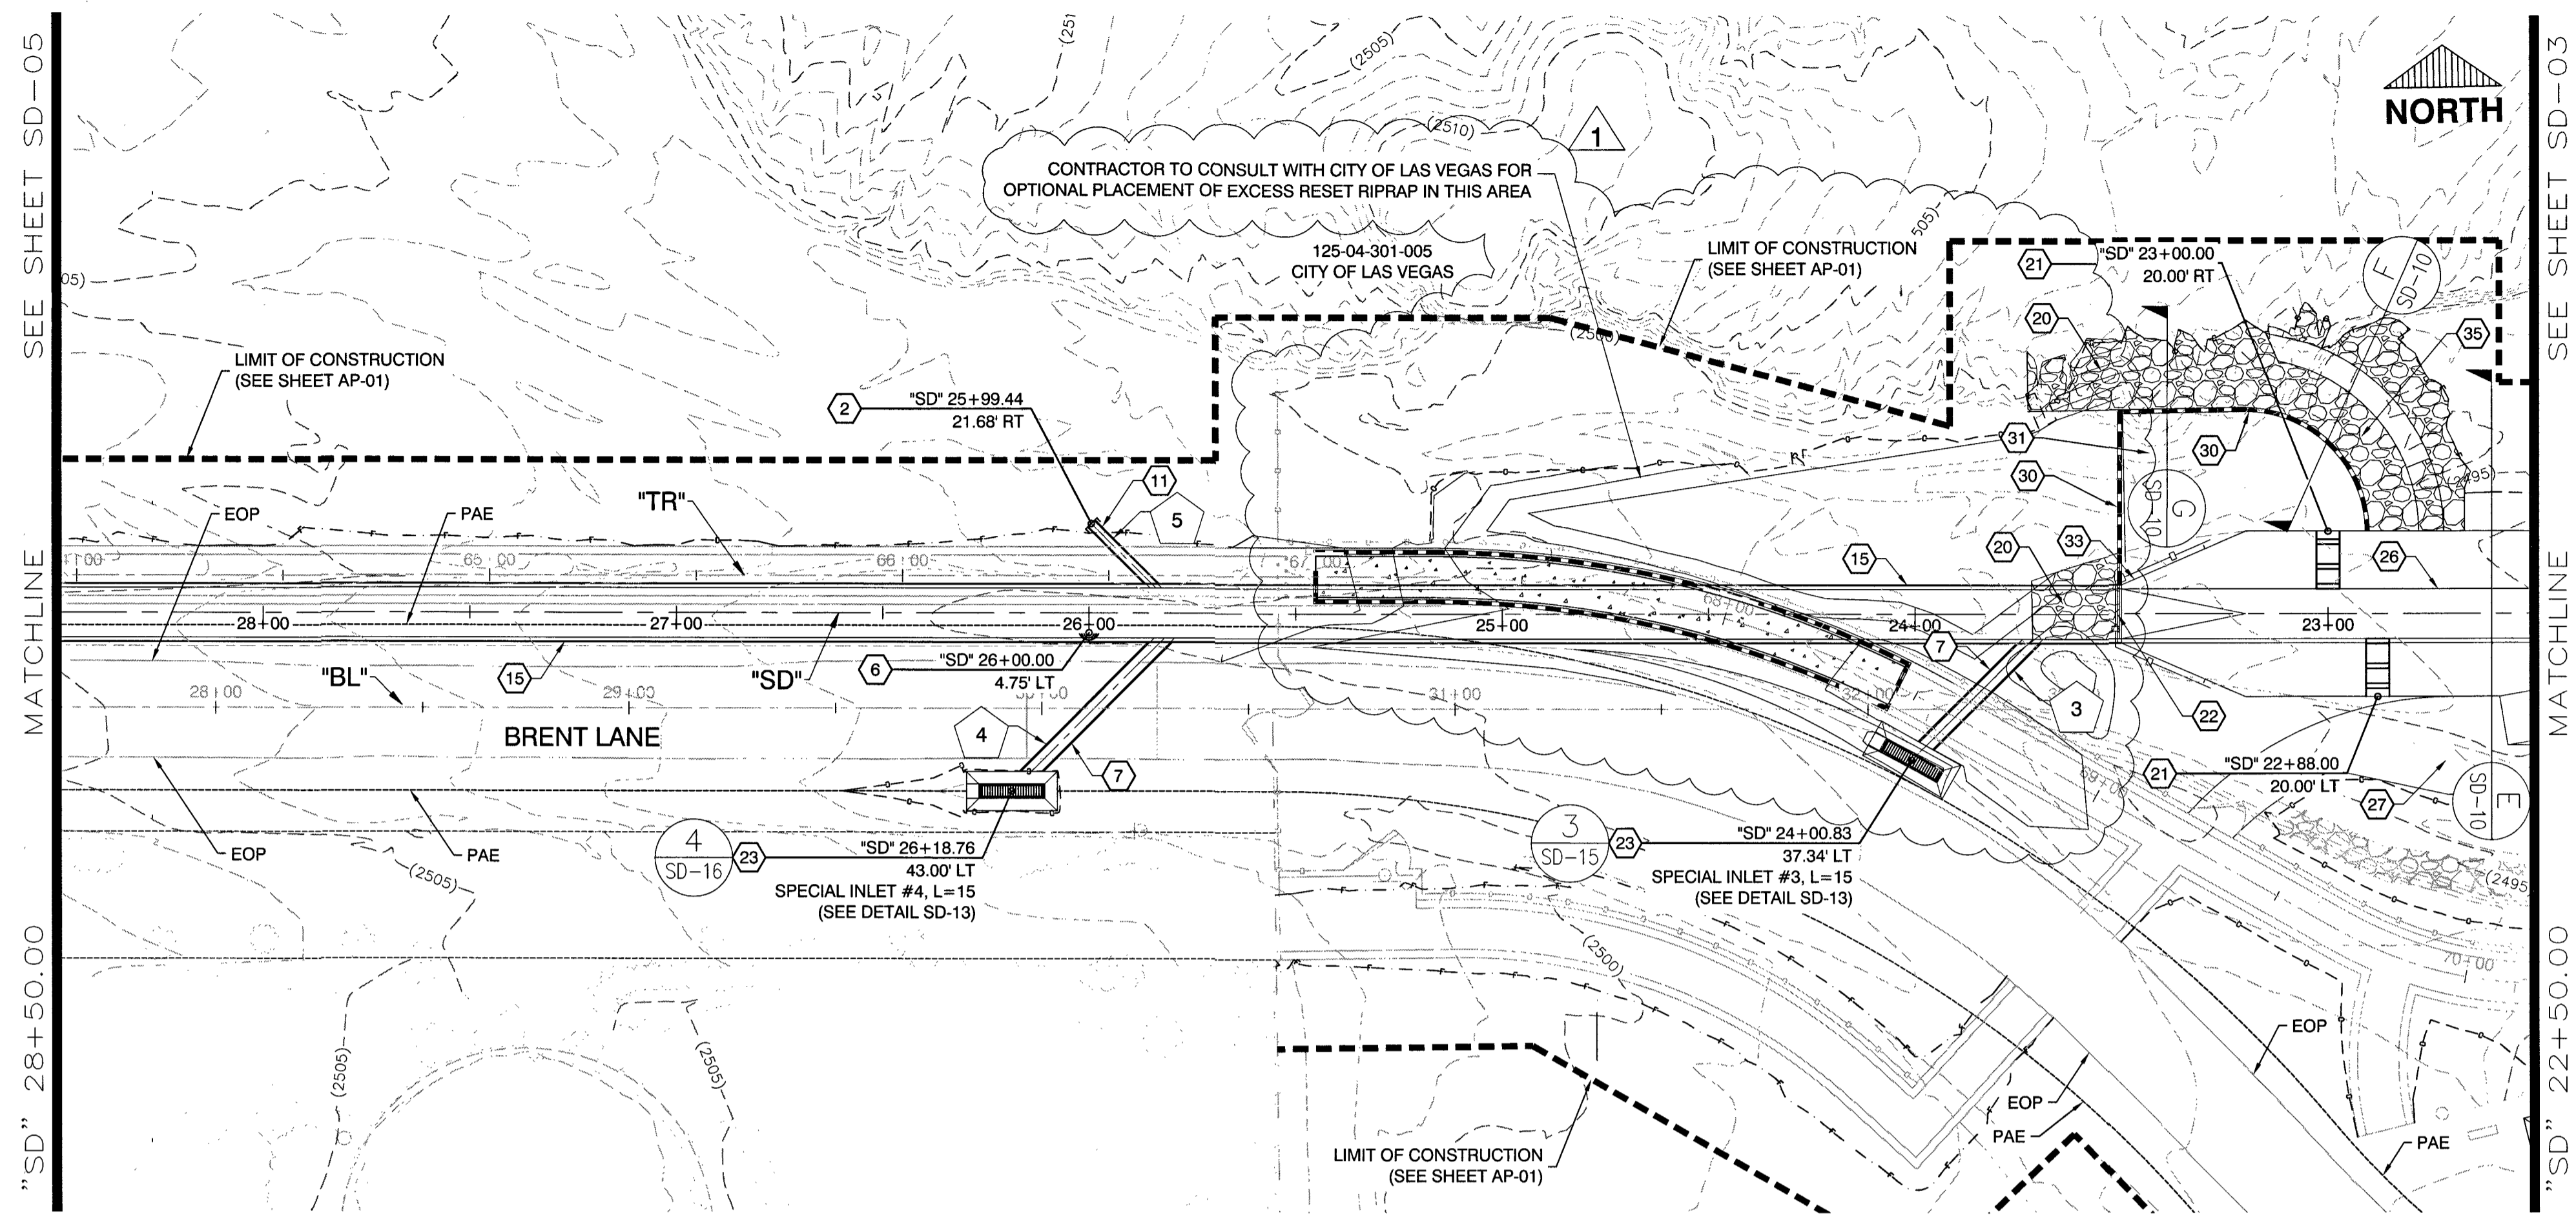 SEE SHEET SD-05
MATCHLINE
"SD" 28+50.00
SEE SHEET SD-03
MATCHLINE
"SD" 22+50.00
NORTH
1
CONTRACTOR TO CONSULT WITH CITY OF LAS VEGAS FOR
OPTIONAL PLACEMENT OF EXCESS RESET RIPRAP IN THIS AREA
125-04-301-005
CITY OF LAS VEGAS
LIMIT OF CONSTRUCTION
(SEE SHEET AP-01)
LIMIT OF CONSTRUCTION
(SEE SHEET AP-01)
(251
(2505)
(2510)
505)
05)
(2500)
21
"SD" 23+00.00
20.00' RT
F
SD-10
20
35
31
30
30
G
SD-10
(2495)
2
"SD" 25+99.44
21.68' RT
11
5
"TR"
EOP
PAE
65+00
66+00
67+00
68+00
69+00
70+00
15
20
33
26
28+00
27+00
26+00
25+00
24+00
23+00
15
"BL"
"SD"
6
"SD" 26+00.00
4.75' LT
7
3
22
28+00
29+00
30+00
31+00
32+00
BRENT LANE
4
7
21
"SD" 22+88.00
20.00' LT
27
E
SD-10
EOP
PAE
4
SD-16
23
"SD" 26+18.76
43.00' LT
SPECIAL INLET #4, L=15
(SEE DETAIL SD-13)
3
SD-15
23
"SD" 24+00.83
37.34' LT
SPECIAL INLET #3, L=15
(SEE DETAIL SD-13)
(2505)
(2505)
(2505)
(2500)
(2495
EOP
EOP
PAE
PAE
LIMIT OF CONSTRUCTION
(SEE SHEET AP-01)